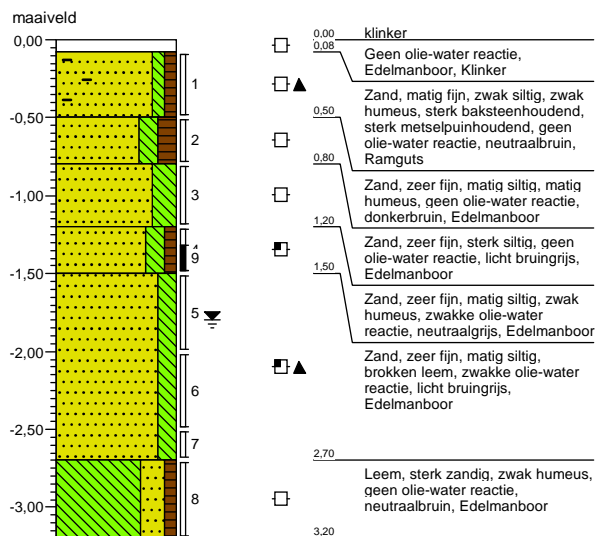 maaiveld
0,00
-0,50
-1,00
-1,50
-2,00
-2,50
-3,00
1
2
3
9
5
6
7
8
0,00 klinker
0,08
Geen olie-water reactie,
Edelmanboor, Klinker
0,50
Zand, matig fijn, zwak siltig, zwak
humeus, sterk baksteenhoudend,
sterk metselpuinhoudend, geen
olie-water reactie, neutraalbruin,
Ramguts
0,80
Zand, zeer fijn, matig siltig, matig
humeus, geen olie-water reactie,
donkerbruin, Edelmanboor
1,20
Zand, zeer fijn, sterk siltig, geen
olie-water reactie, licht bruingrijs,
Edelmanboor
1,50
Zand, zeer fijn, matig siltig, zwak
humeus, zwakke olie-water
reactie, neutraalgrijs, Edelmanboor
Zand, zeer fijn, matig siltig,
brokken leem, zwakke olie-water
reactie, licht bruingrijs,
Edelmanboor
2,70
Leem, sterk zandig, zwak humeus,
geen olie-water reactie,
neutraalbruin, Edelmanboor
3,20